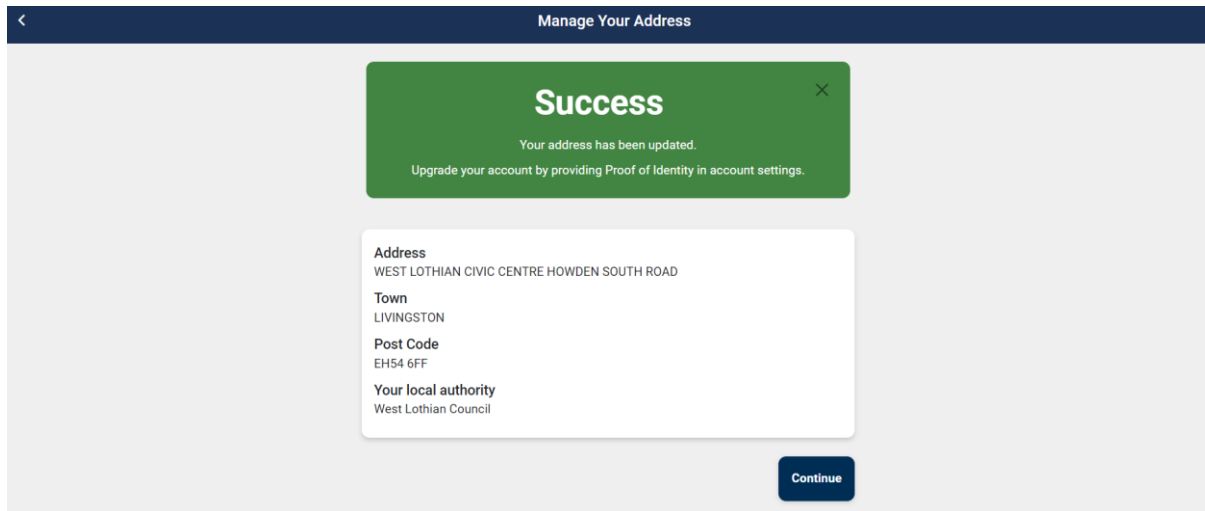 Manage Your Address
Success
Your address has been updated.
Upgrade your account by providing Proof of Identity in account settings.
Address
WEST LOTHIAN CIVIC CENTRE HOWDEN SOUTH ROAD
Town
LIVINGSTON
Post Code
EH54 6FF
Your local authority
West Lothian Council
Continue